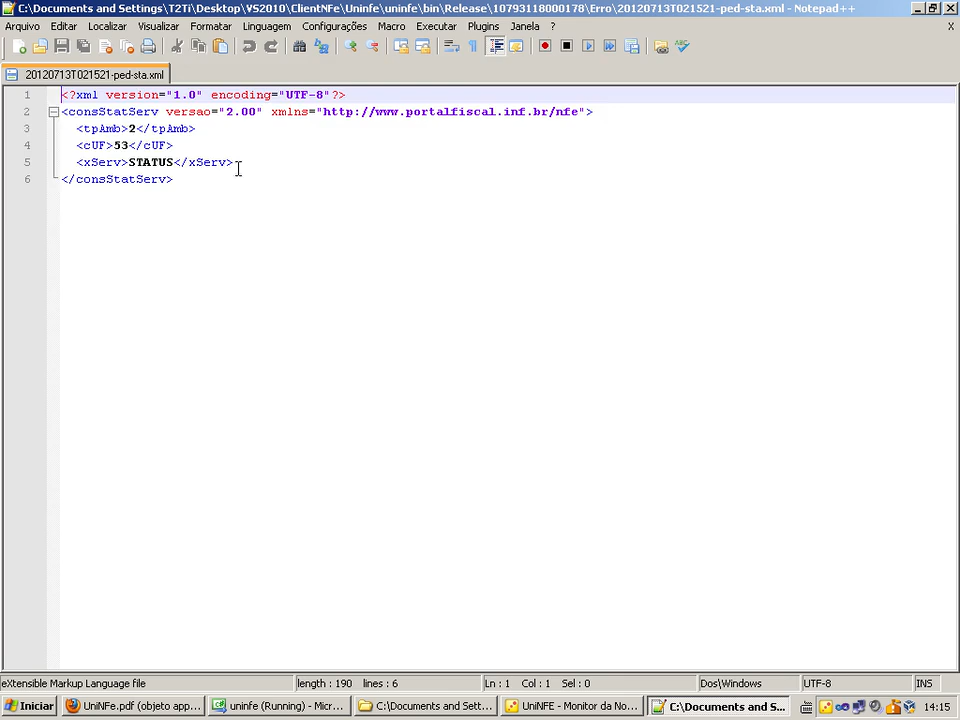 C:\Documents and Settings\T2Ti\Desktop\VS2010\ClientNFe\Uninfe\uninfe\bin\Release\10793118000178\Erro\20120713T021521-ped-sta.xml - Notepad++
Arquivo Editar Localizar Visualizar Formatar Linguagem Configurações Macro Executar Plugins Janela ? X
20120713T021521-ped-sta.xml
1 <?xml version="1.0" encoding="UTF-8"?>
2 <consStatServ versao="2.00" xmlns="http://www.portalfiscal.inf.br/nfe">
3 <tpAmb>2</tpAmb>
4 <cUF>53</cUF>
5 <xServ>STATUS</xServ>
6 </consStatServ>
eXtensible Markup Language file length : 190 lines : 6 Ln : 1 Col : 1 Sel : 0 Dos\Windows UTF-8 INS
Iniciar UniNFe.pdf (objeto app... uninfe (Running) - Micr... C:\Documents and Sett... UniNFE - Monitor da No... C:\Documents and S... 14:15